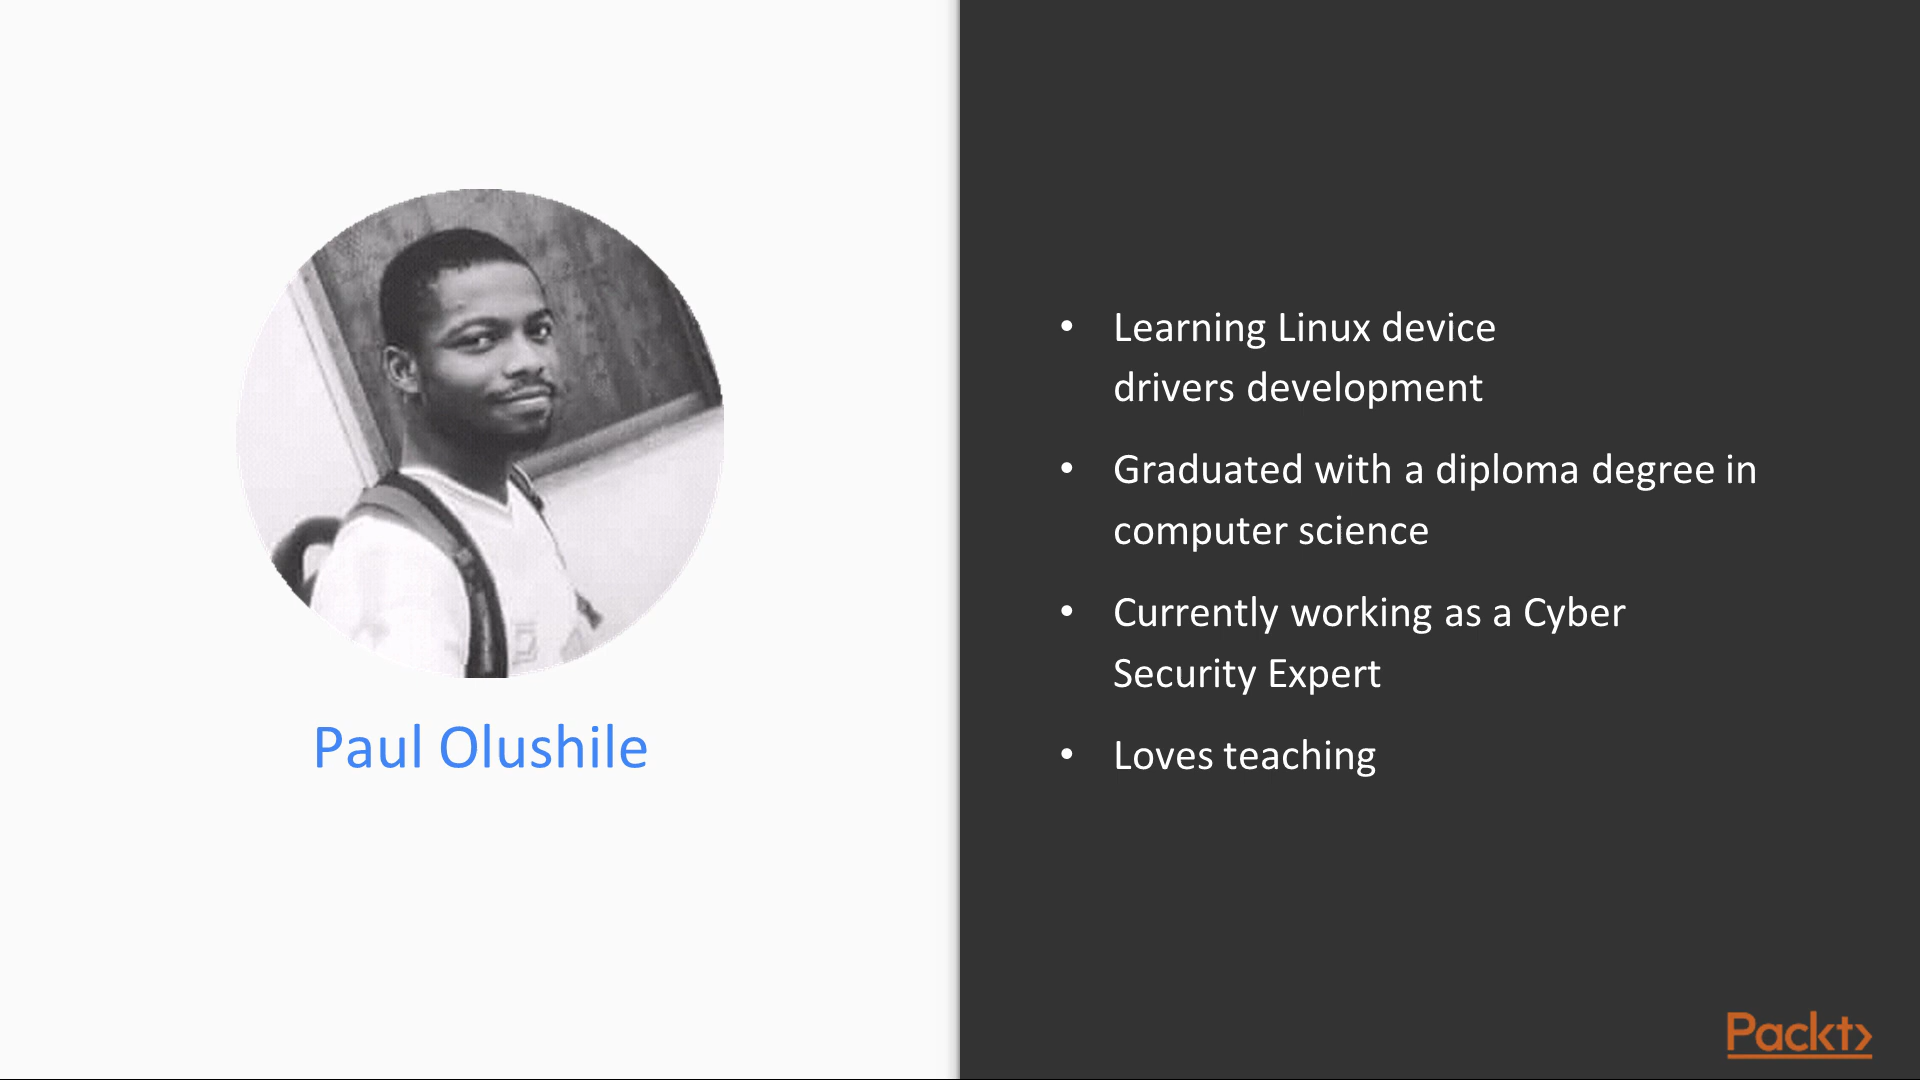 Paul Olushile
• Learning Linux device
drivers development
• Graduated with a diploma degree in
computer science
• Currently working as a Cyber
Security Expert
• Loves teaching
Packt>